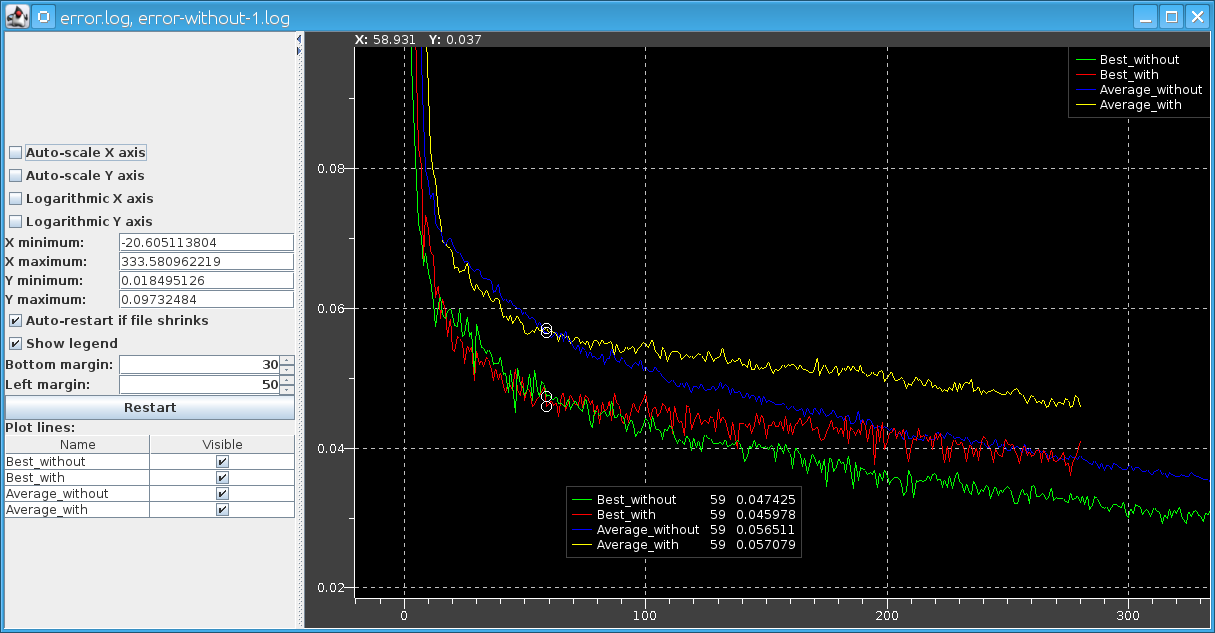 error.log, error-without-1.log
X: 58.931 Y: 0.037
Auto-scale X axis
Auto-scale Y axis
Logarithmic X axis
Logarithmic Y axis
X minimum: -20.605113804
X maximum: 333.580962219
Y minimum: 0.018495126
Y maximum: 0.09732484
Auto-restart if file shrinks
Show legend
Bottom margin: 30
Left margin: 50
Restart
Plot lines:
Name Visible
Best_without
Best_with
Average_without
Average_with
Best_without
Best_with
Average_without
Average_with
0.08
0.06
0.04
0.02
Best_without 59 0.047425
Best_with 59 0.045978
Average_without 59 0.056511
Average_with 59 0.057079
0 100 200 300